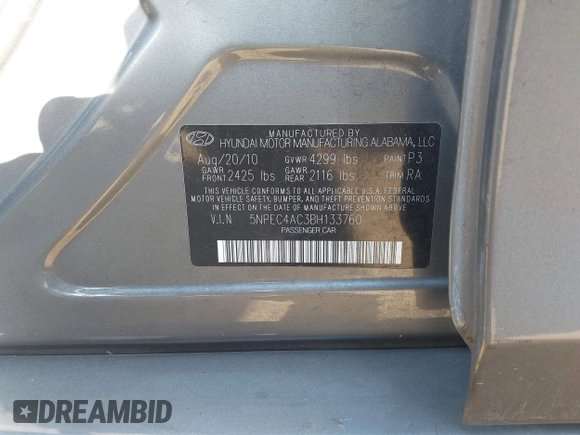 MANUFACTURED BY
HYUNDAI MOTOR MANUFACTURING ALABAMA, LLC
Aug/20/10 GVWR 4299 lbs PAINT P3
GAWR FRONT 2425 lbs GAWR REAR 2116 lbs TRIM RA
THIS VEHICLE CONFORMS TO ALL APPLICABLE U.S.A. FEDERAL
MOTOR VEHICLE SAFETY, BUMPER, AND THEFT PREVENTION
STANDARDS IN EFFECT ON THE DATE OF MANUFACTURE SHOWN ABOVE.
V.I.N 5NPEC4AC3BH133760
PASSENGER CAR
DREAMBID